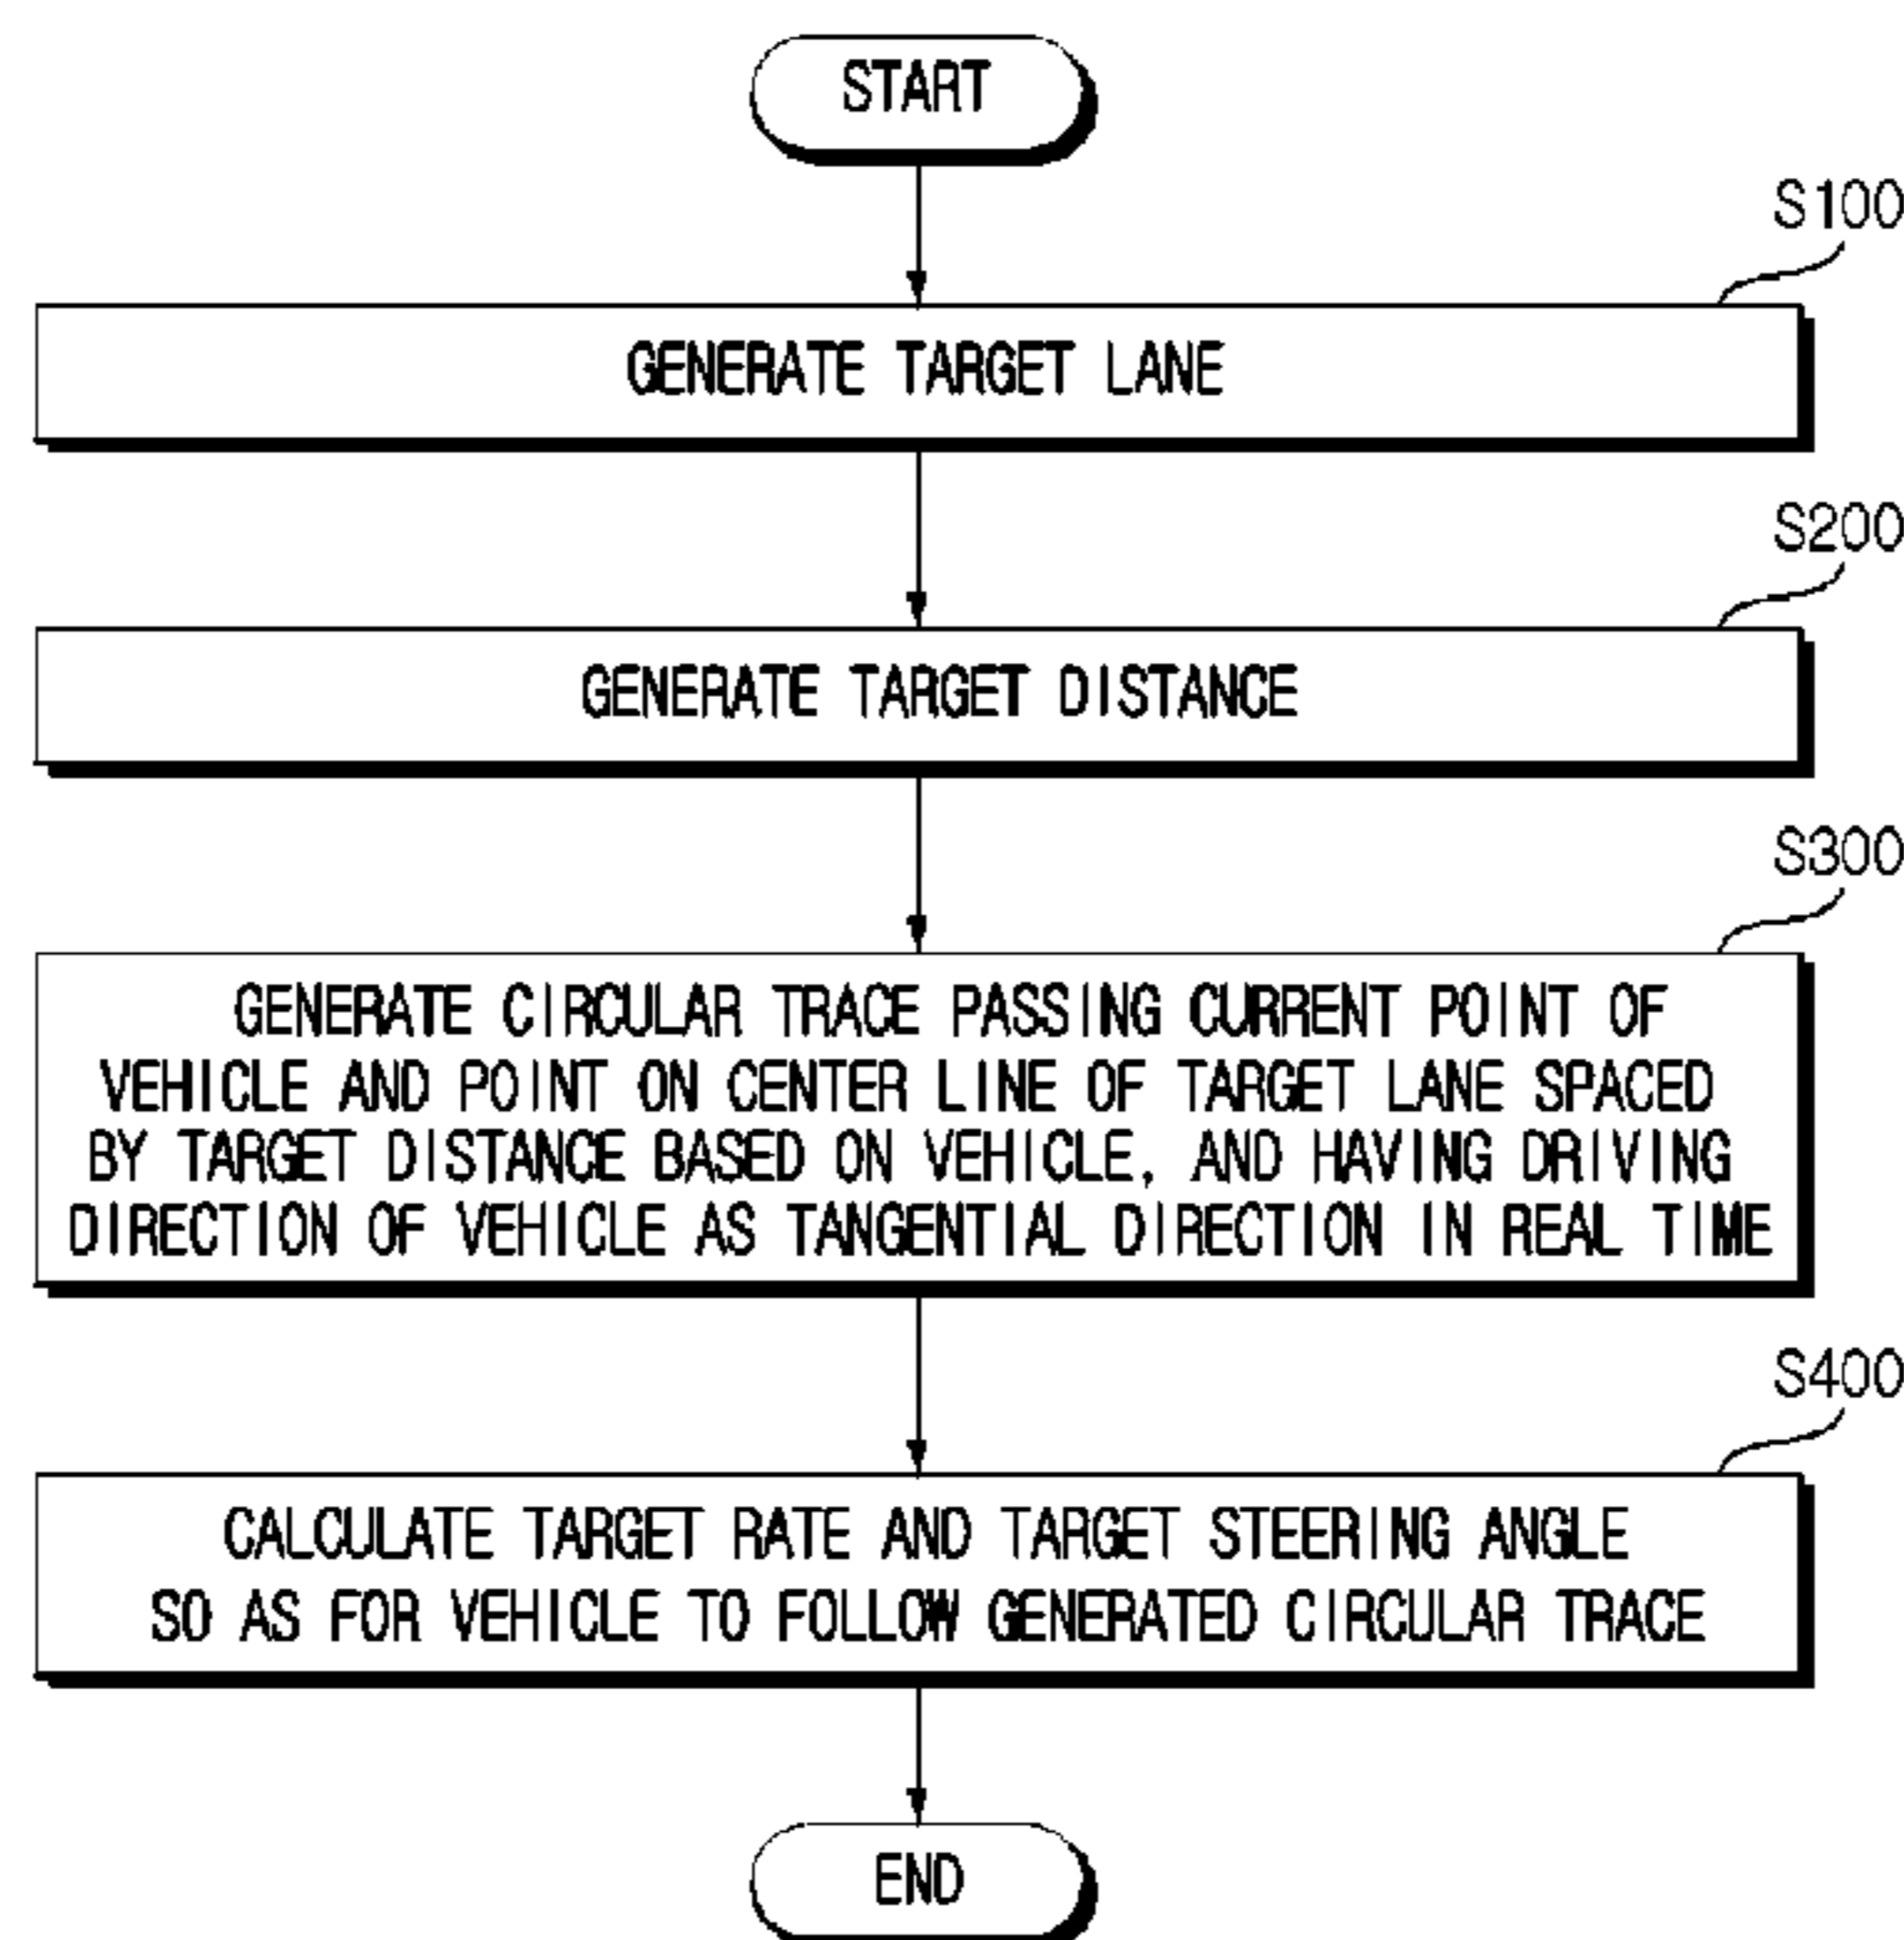 START
S100
GENERATE TARGET LANE
S200
GENERATE TARGET DISTANCE
S300
GENERATE CIRCULAR TRACE PASSING CURRENT POINT OF
VEHICLE AND POINT ON CENTER LINE OF TARGET LANE SPACED
BY TARGET DISTANCE BASED ON VEHICLE, AND HAVING DRIVING
DIRECTION OF VEHICLE AS TANGENTIAL DIRECTION IN REAL TIME
S400
CALCULATE TARGET RATE AND TARGET STEERING ANGLE
SO AS FOR VEHICLE TO FOLLOW GENERATED CIRCULAR TRACE
END